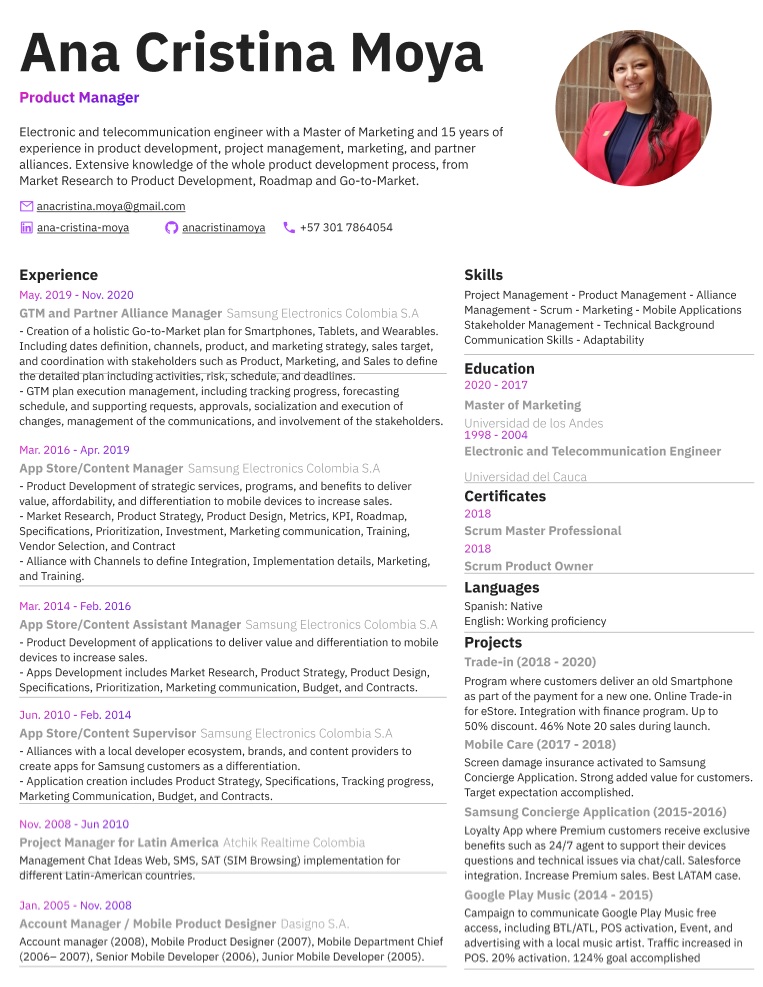 Ana Cristina Moya
Product Manager
Electronic and telecommunication engineer with a Master of Marketing and 15 years of
experience in product development, project management, marketing, and partner
alliances. Extensive knowledge of the whole product development process, from
Market Research to Product Development, Roadmap and Go-to-Market.
anacristina.moya@gmail.com
ana-cristina-moya anacristinamoya +57 301 7864054
Experience
May. 2019 - Nov. 2020
GTM and Partner Alliance Manager Samsung Electronics Colombia S.A
- Creation of a holistic Go-to-Market plan for Smartphones, Tablets, and Wearables.
Including dates definition, channels, product, and marketing strategy, sales target,
and coordination with stakeholders such as Product, Marketing, and Sales to define
the detailed plan including activities, risk, schedule, and deadlines.
- GTM plan execution management, including tracking progress, forecasting
schedule, and supporting requests, approvals, socialization and execution of
changes, management of the communications, and involvement of the stakeholders.
Mar. 2016 - Apr. 2019
App Store/Content Manager Samsung Electronics Colombia S.A
- Product Development of strategic services, programs, and benefits to deliver
value, affordability, and differentiation to mobile devices to increase sales.
- Market Research, Product Strategy, Product Design, Metrics, KPI, Roadmap,
Specifications, Prioritization, Investment, Marketing communication, Training,
Vendor Selection, and Contract
- Alliance with Channels to define Integration, Implementation details, Marketing,
and Training.
Mar. 2014 - Feb. 2016
App Store/Content Assistant Manager Samsung Electronics Colombia S.A
- Product Development of applications to deliver value and differentiation to mobile
devices to increase sales.
- Apps Development includes Market Research, Product Strategy, Product Design,
Specifications, Prioritization, Marketing communication, Budget, and Contracts.
Jun. 2010 - Feb. 2014
App Store/Content Supervisor Samsung Electronics Colombia S.A
- Alliances with a local developer ecosystem, brands, and content providers to
create apps for Samsung customers as a differentiation.
- Application creation includes Product Strategy, Specifications, Tracking progress,
Marketing Communication, Budget, and Contracts.
Nov. 2008 - Jun 2010
Project Manager for Latin America Atchik Realtime Colombia
Management Chat Ideas Web, SMS, SAT (SIM Browsing) implementation for
different Latin-American countries.
Jan. 2005 - Nov. 2008
Account Manager / Mobile Product Designer Dasigno S.A.
Account manager (2008), Mobile Product Designer (2007), Mobile Department Chief
(2006– 2007), Senior Mobile Developer (2006), Junior Mobile Developer (2005).
Skills
Project Management - Product Management - Alliance
Management - Scrum - Marketing - Mobile Applications
Stakeholder Management - Technical Background
Communication Skills - Adaptability
Education
2020 - 2017
Master of Marketing
Universidad de los Andes
1998 - 2004
Electronic and Telecommunication Engineer
Universidad del Cauca
Certificates
2018
Scrum Master Professional
2018
Scrum Product Owner
Languages
Spanish: Native
English: Working proficiency
Projects
Trade-in (2018 - 2020)
Program where customers deliver an old Smartphone
as part of the payment for a new one. Online Trade-in
for eStore. Integration with finance program. Up to
50% discount. 46% Note 20 sales during launch.
Mobile Care (2017 - 2018)
Screen damage insurance activated to Samsung
Concierge Application. Strong added value for customers.
Target expectation accomplished.
Samsung Concierge Application (2015-2016)
Loyalty App where Premium customers receive exclusive
benefits such as 24/7 agent to support their devices
questions and technical issues via chat/call. Salesforce
integration. Increase Premium sales. Best LATAM case.
Google Play Music (2014 - 2015)
Campaign to communicate Google Play Music free
access, including BTL/ATL, POS activation, Event, and
advertising with a local music artist. Traffic increased in
POS. 20% activation. 124% goal accomplished